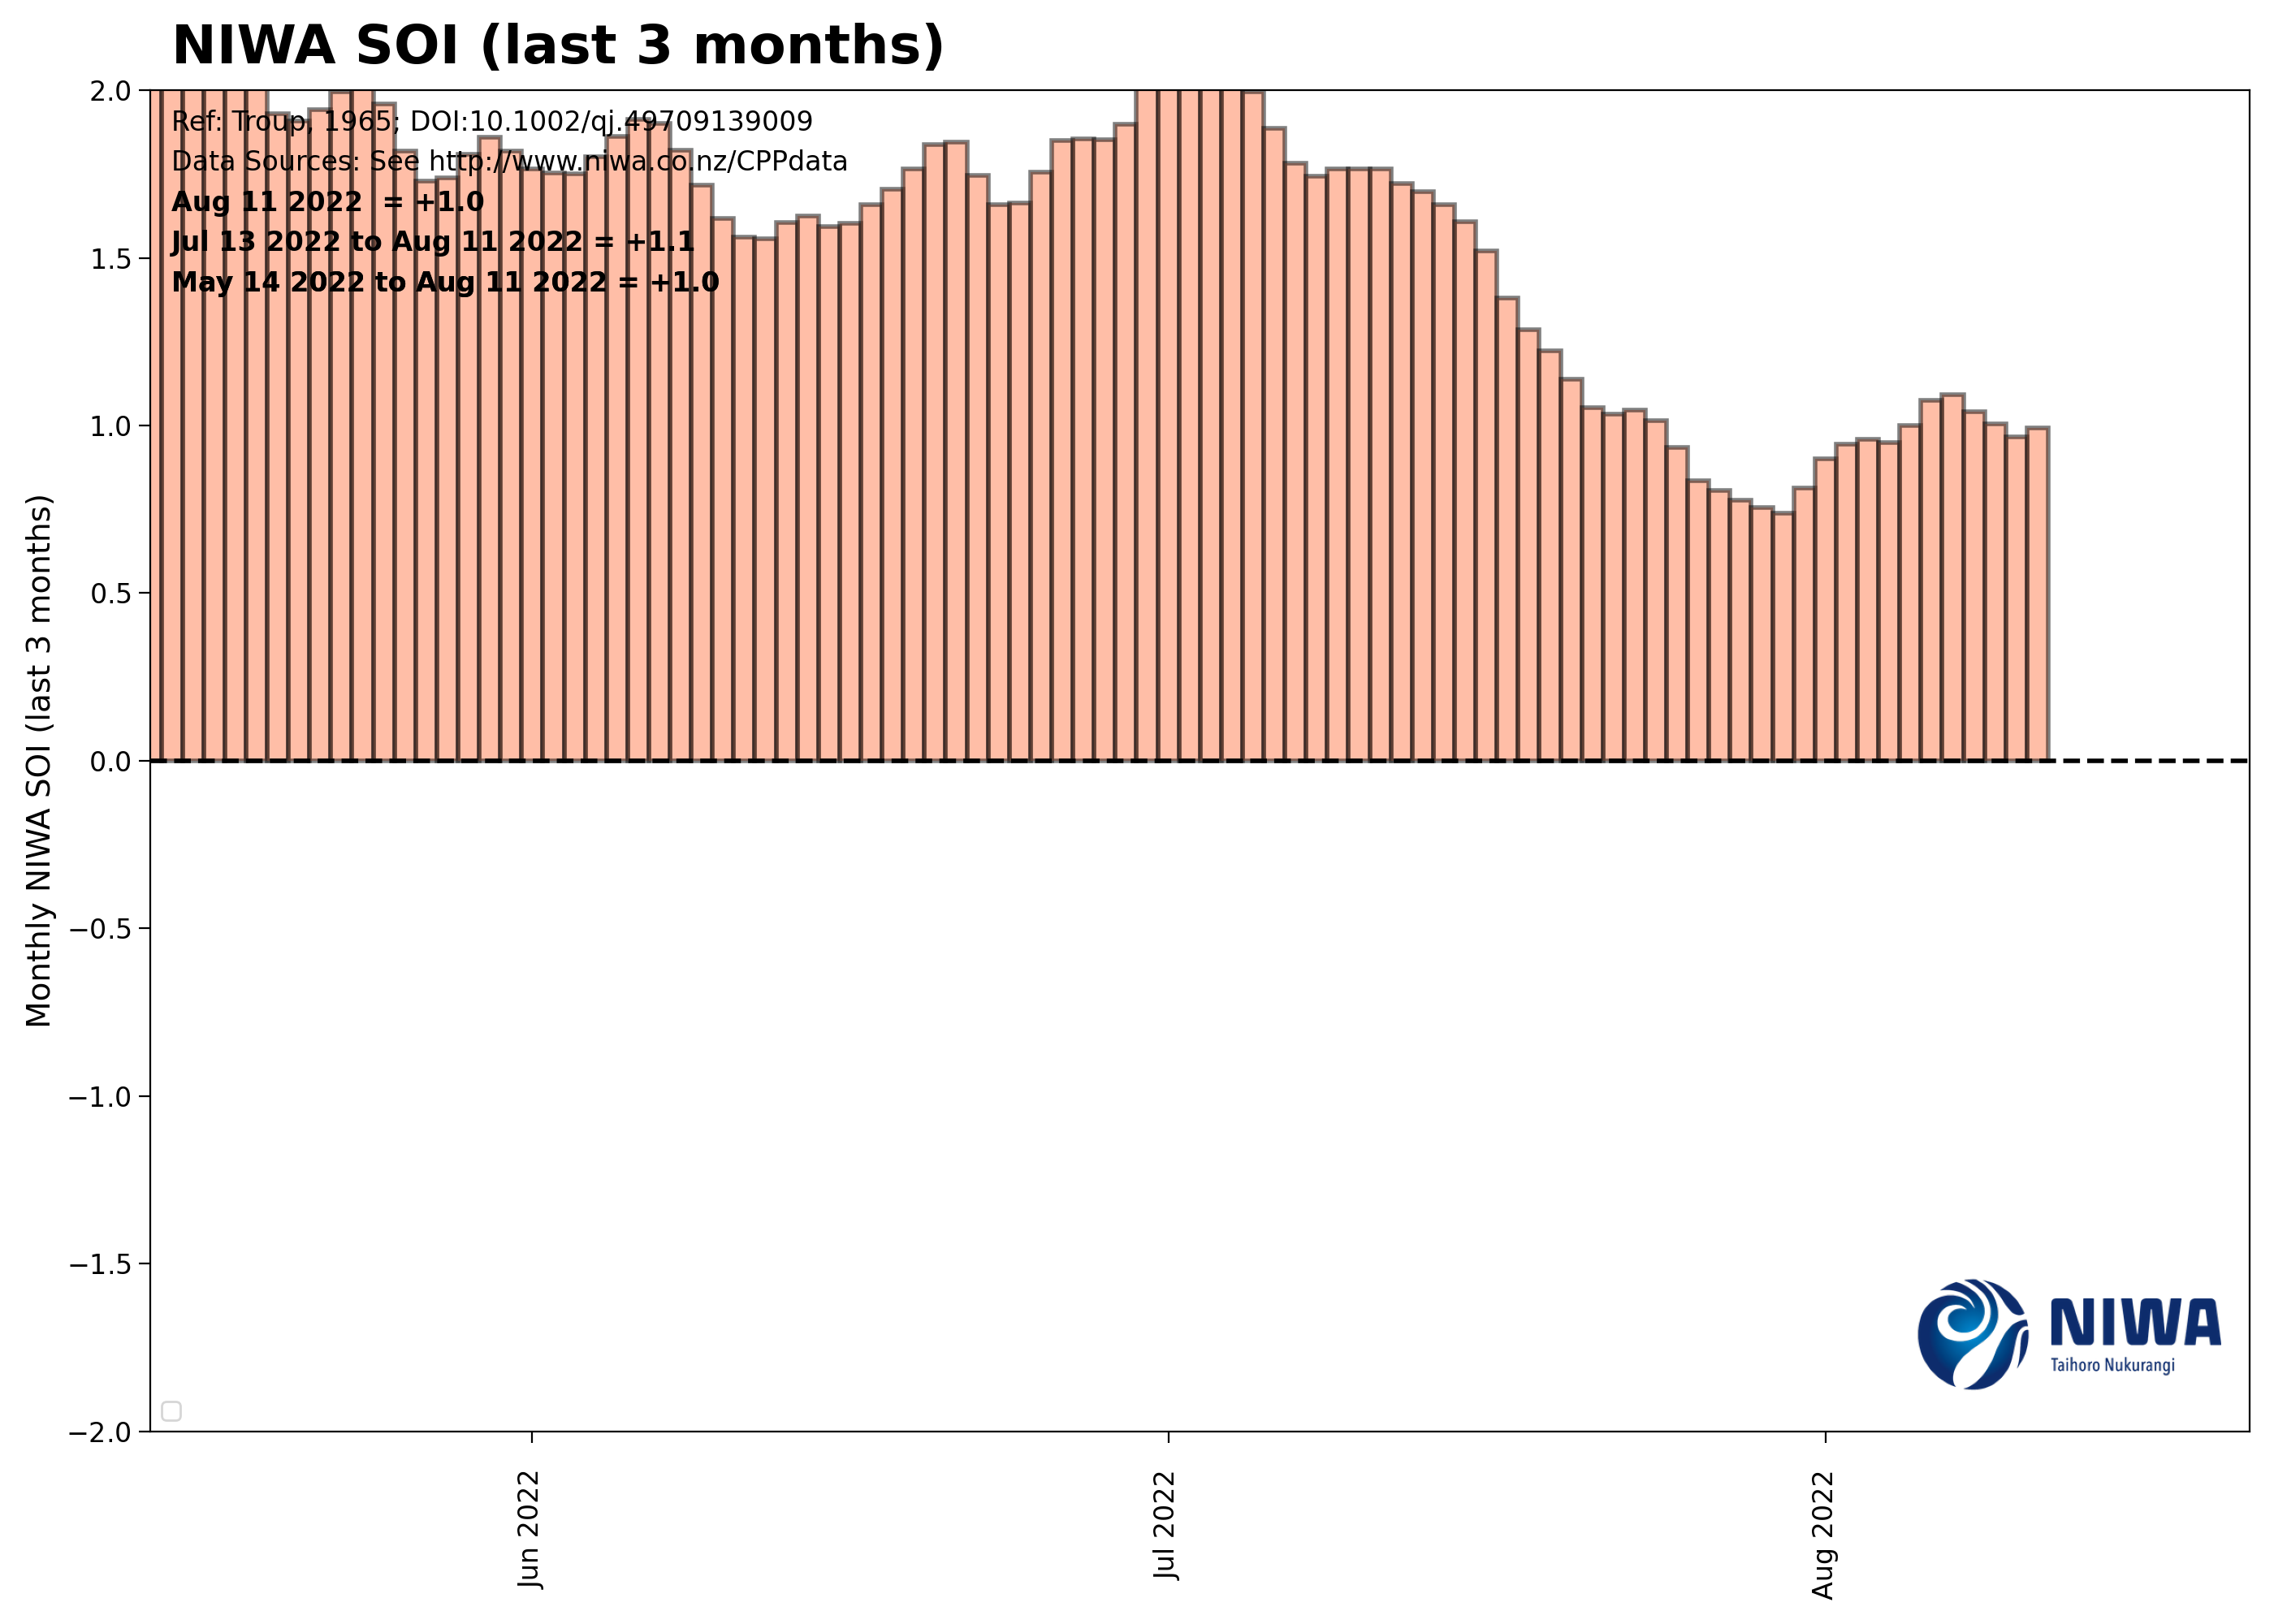 NIWA SOI (last 3 months)
Ref: Troup, 1965; DOI:10.1002/qj.49709139009
Data Sources: See http://www.niwa.co.nz/CPPdata
Aug 11 2022  = +1.0
Jul 13 2022 to Aug 11 2022 = +1.1
May 14 2022 to Aug 11 2022 = +1.0
Monthly NIWA SOI (last 3 months)
2.0
1.5
1.0
0.5
0.0
−0.5
−1.0
−1.5
−2.0
NIWA
Taihoro Nukurangi
Jun 2022
Jul 2022
Aug 2022